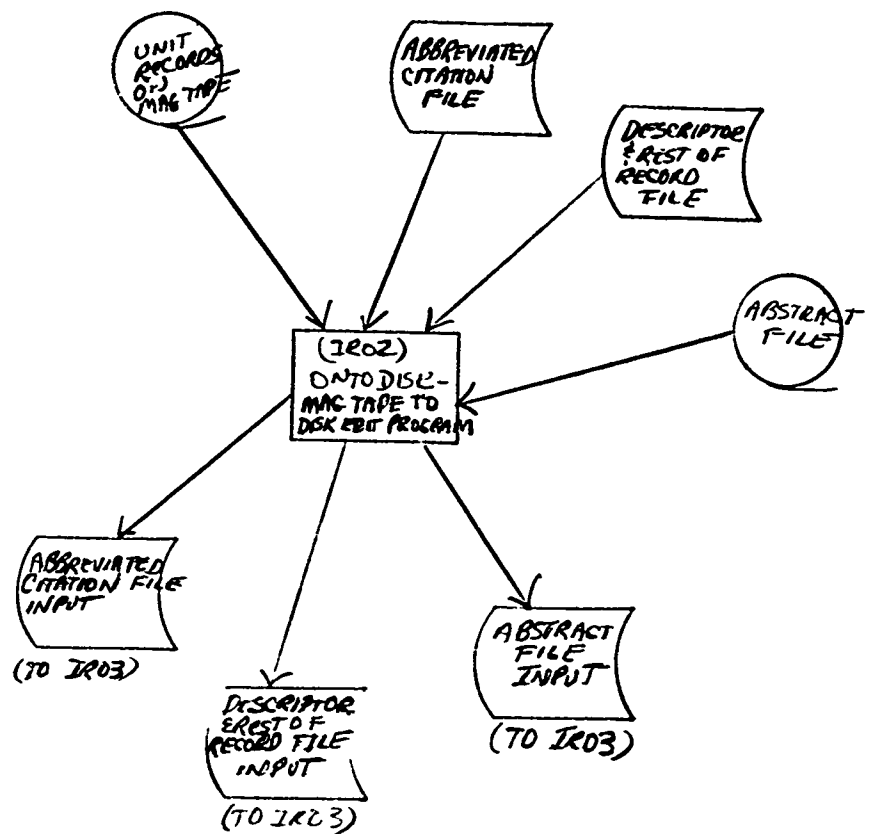 UNIT
RECORDS
ON
MAG TAPE
ABBREVIATED
CITATION
FILE
DESCRIPTOR
& REST OF
RECORD
FILE
ABSTRACT
FILE
(IR02)
ONTO DISC-
MAG TAPE TO
DISK EDIT PROGRAM
ABBREVIATED
CITATION FILE
INPUT
(TO IR03)
DESCRIPTOR
& REST OF
RECORD FILE
INPUT
(TO IR03)
ABSTRACT
FILE
INPUT
(TO IR03)